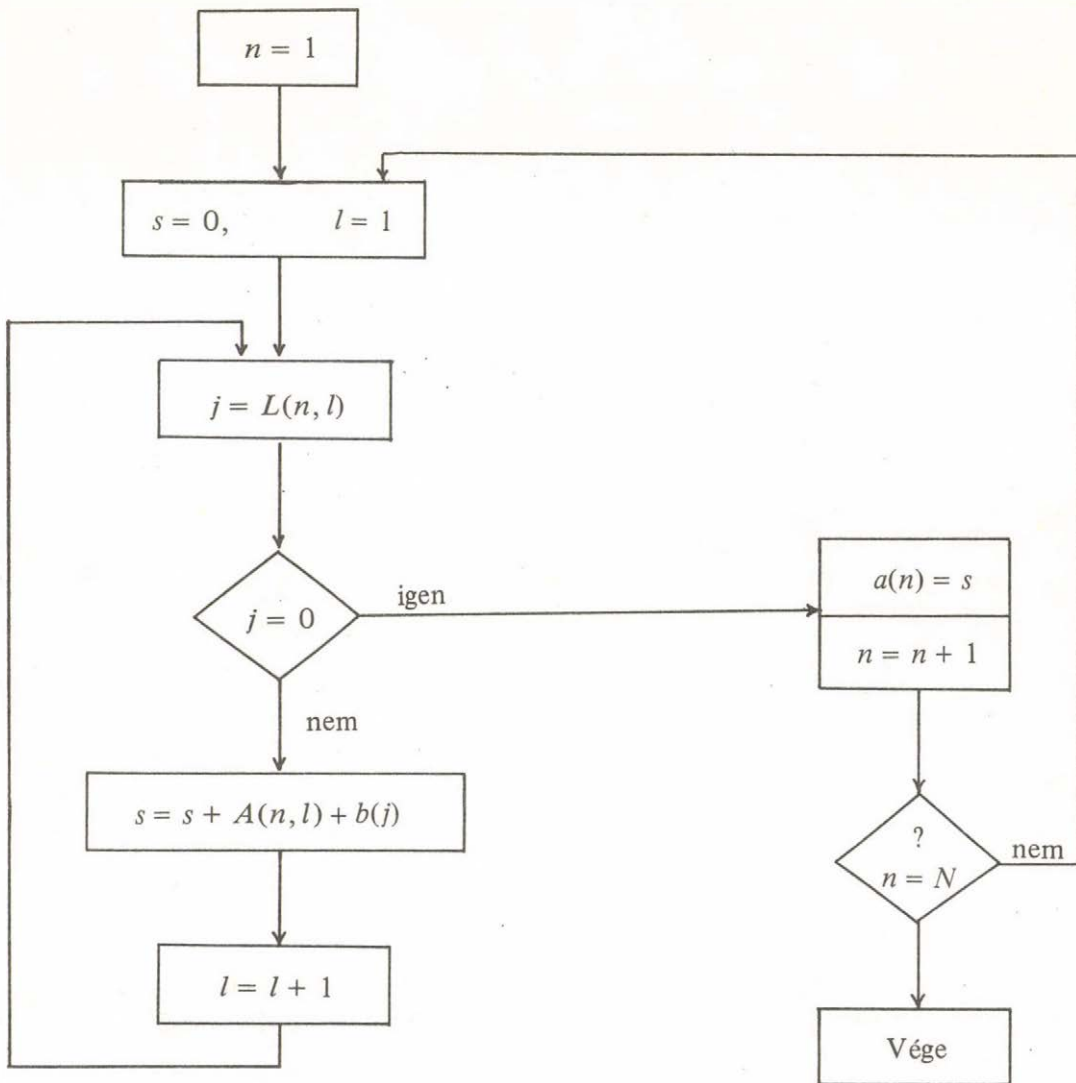 n = 1
s = 0, l = 1
j = L(n, l)
j = 0
igen
nem
s = s + A(n, l) + b(j)
l = l + 1
a(n) = s
n = n + 1
?
n = N
nem
Vége